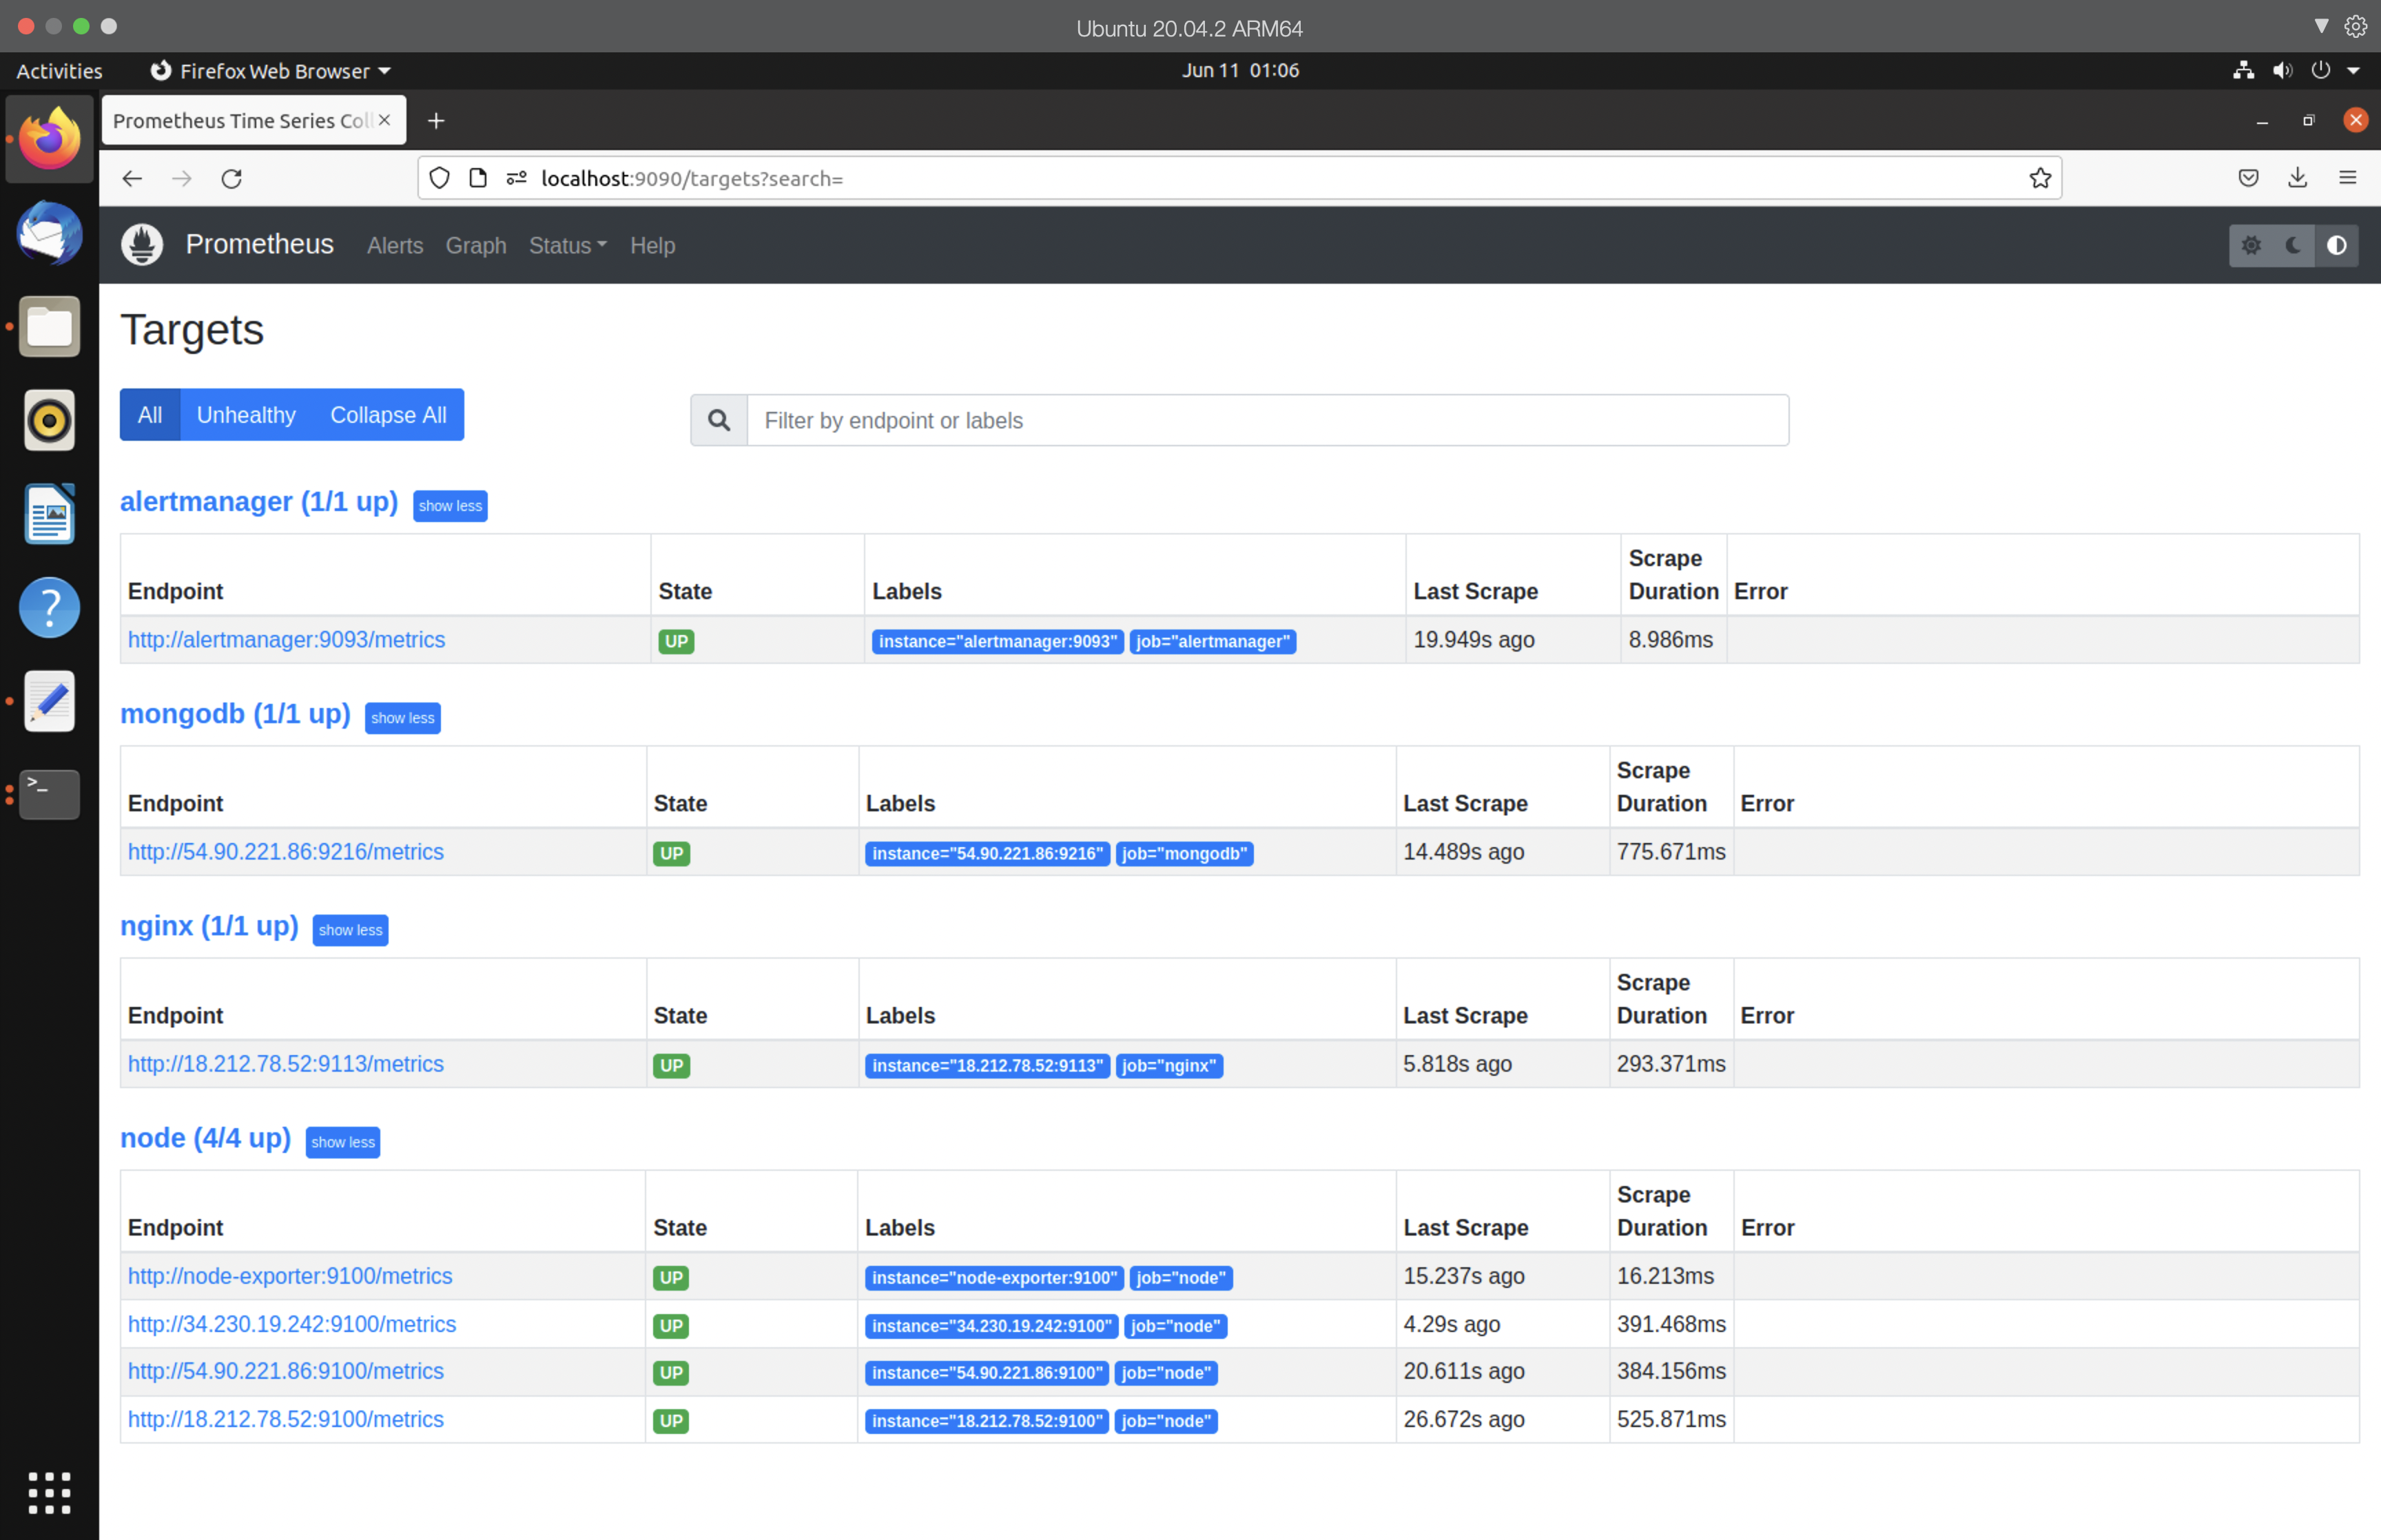 Ubuntu 20.04.2 ARM64
Activities Firefox Web Browser Jun 11 01:06
Prometheus Time Series Coll
localhost:9090/targets?search=
Prometheus Alerts Graph Status Help
Targets
All Unhealthy Collapse All Filter by endpoint or labels
alertmanager (1/1 up) show less
Endpoint State Labels Last Scrape Scrape Duration Error
http://alertmanager:9093/metrics UP instance="alertmanager:9093" job="alertmanager" 19.949s ago 8.986ms
mongodb (1/1 up) show less
Endpoint State Labels Last Scrape Scrape Duration Error
http://54.90.221.86:9216/metrics UP instance="54.90.221.86:9216" job="mongodb" 14.489s ago 775.671ms
nginx (1/1 up) show less
Endpoint State Labels Last Scrape Scrape Duration Error
http://18.212.78.52:9113/metrics UP instance="18.212.78.52:9113" job="nginx" 5.818s ago 293.371ms
node (4/4 up) show less
Endpoint State Labels Last Scrape Scrape Duration Error
http://node-exporter:9100/metrics UP instance="node-exporter:9100" job="node" 15.237s ago 16.213ms
http://34.230.19.242:9100/metrics UP instance="34.230.19.242:9100" job="node" 4.29s ago 391.468ms
http://54.90.221.86:9100/metrics UP instance="54.90.221.86:9100" job="node" 20.611s ago 384.156ms
http://18.212.78.52:9100/metrics UP instance="18.212.78.52:9100" job="node" 26.672s ago 525.871ms